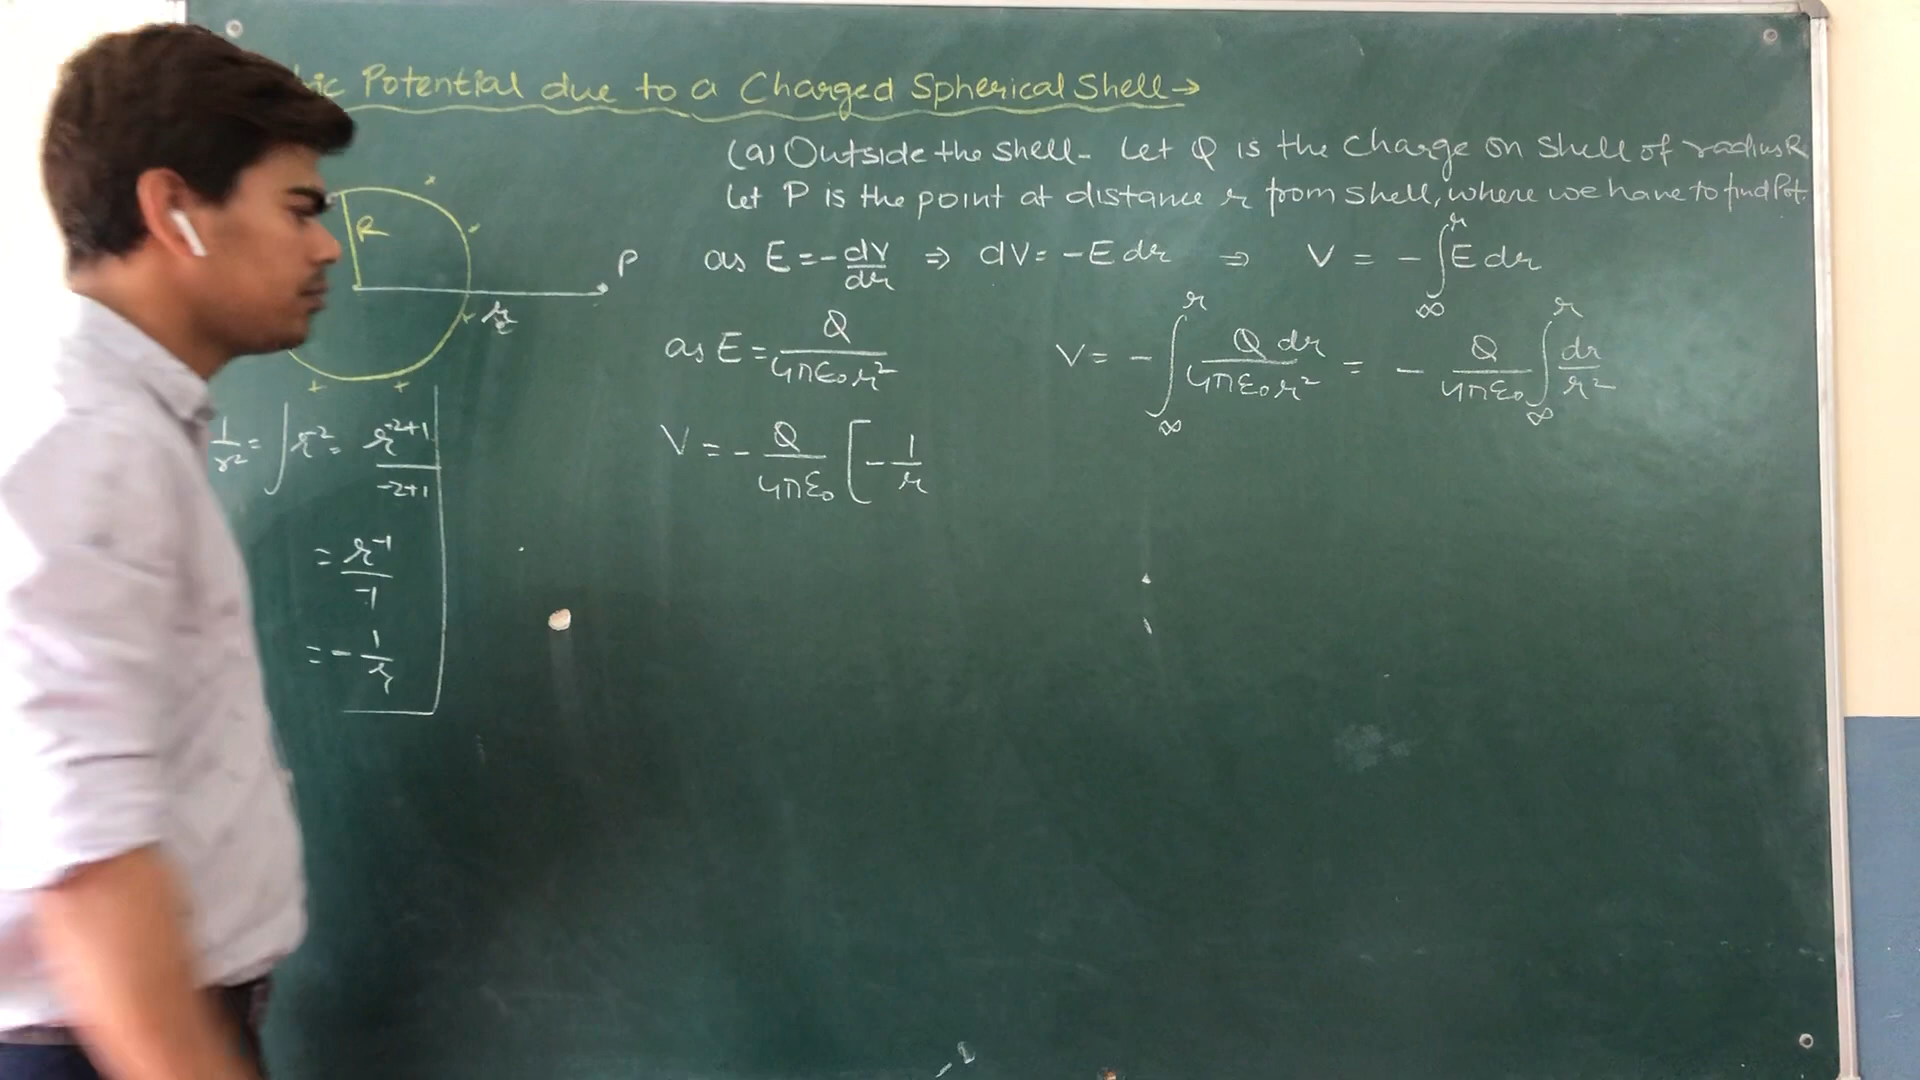 ic Potential due to a Charged Spherical Shell→
(a) Outside the shell- Let Q is the charge on shell of radius R
Let P is the point at distance r from shell, where we have to find Pot.
R
P
r
as E = -dV/dr ⇒ dV = -E dr ⇒ V = -∫_∞^r E dr
as E = Q/4πε₀r²
V = -∫_∞^r Q dr/4πε₀r² = -Q/4πε₀ ∫_∞^r dr/r²
V = -Q/4πε₀ [-1/r
1/r² = ∫r⁻² = r⁻²⁺¹/-2+1
= r⁻¹/-1
= -1/r